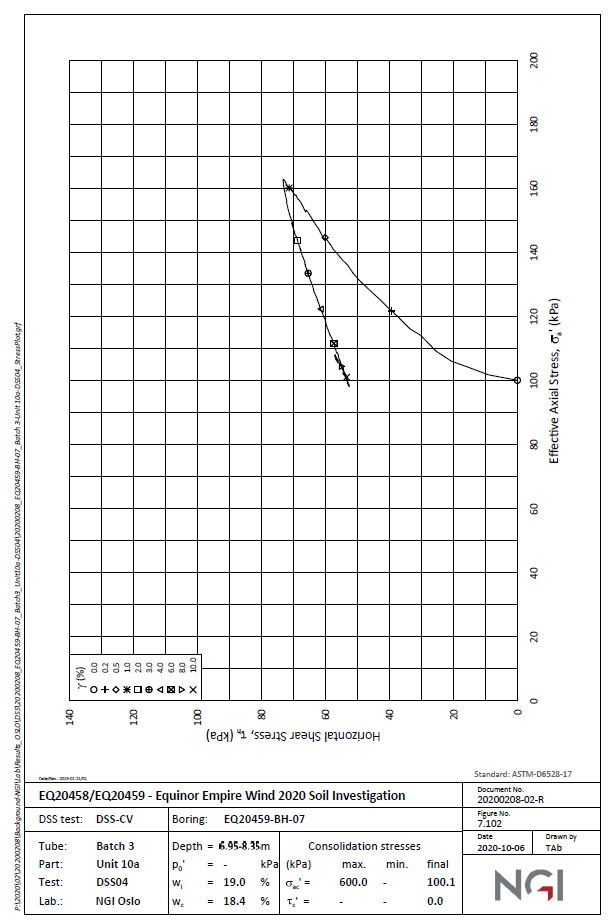 200
180
160
140
120
100
80
60
40
20
0
Effective Axial Stress, σa' (kPa)
140
120
100
80
60
40
20
0
Horizontal Shear Stress, τh (kPa)
γ (%)
0.0
0.2
0.5
1.0
2.0
3.0
4.0
6.0
8.0
10.0
Standard: ASTM-D6528-17
EQ20458/EQ20459 - Equinor Empire Wind 2020 Soil Investigation
Document No.
20200208-02-R
DSS test: DSS-CV Boring: EQ20459-BH-07
Figure No.
7.102
Date Drawn by
2020-10-06 TAb
Tube: Batch 3 Depth = 6.95-8.35m Consolidation stresses
Part: Unit 10a p0' = - kPa (kPa) max. min. final
Test: DSS04 wi = 19.0 % σac' = 600.0 - 100.1
Lab.: NGI Oslo wc = 18.4 % τc' = - - 0.0
NGI